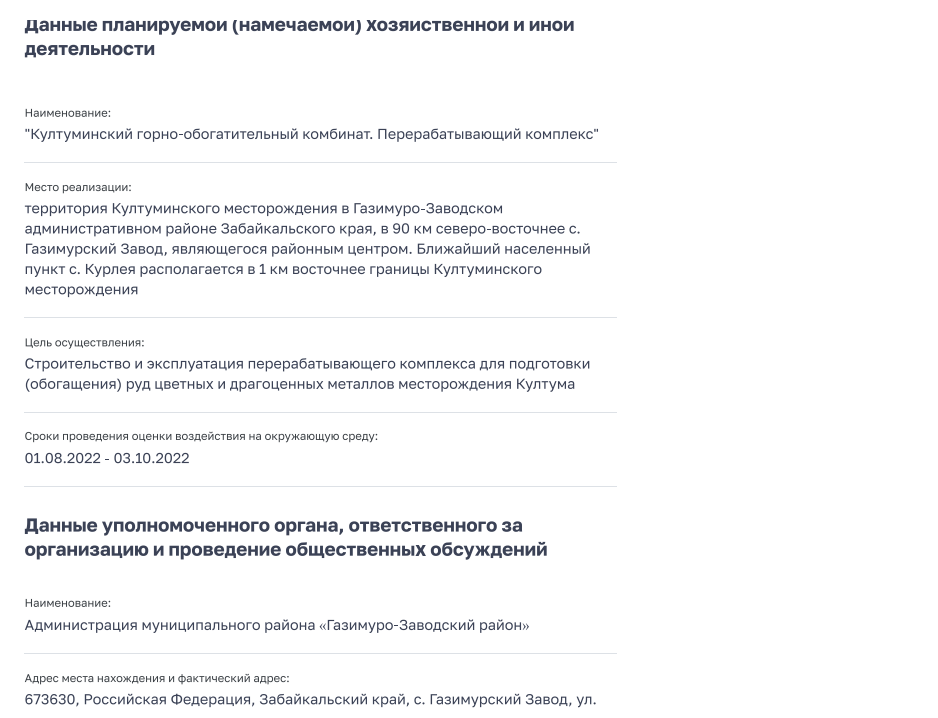 Данные планируемой (намечаемой) хозяйственной и иной
деятельности
Наименование:
"Култуминский горно-обогатительный комбинат. Перерабатывающий комплекс"
Место реализации:
территория Култуминского месторождения в Газимуро-Заводском
административном районе Забайкальского края, в 90 км северо-восточнее с.
Газимурский Завод, являющегося районным центром. Ближайший населенный
пункт с. Курлея располагается в 1 км восточнее границы Култуминского
месторождения
Цель осуществления:
Строительство и эксплуатация перерабатывающего комплекса для подготовки
(обогащения) руд цветных и драгоценных металлов месторождения Култума
Сроки проведения оценки воздействия на окружающую среду:
01.08.2022 - 03.10.2022
Данные уполномоченного органа, ответственного за
организацию и проведение общественных обсуждений
Наименование:
Администрация муниципального района «Газимуро-Заводский район»
Адрес места нахождения и фактический адрес:
673630, Российская Федерация, Забайкальский край, с. Газимурский Завод, ул.